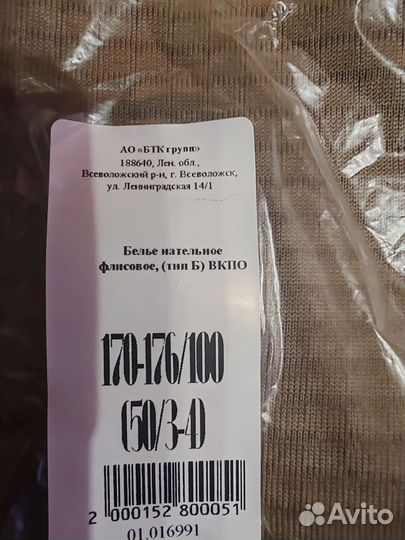 АО «БТК групп»
188640, Лен. обл.,
Всеволожский р-н, г. Всеволожск,
ул. Ленинградская 14/1
Белье нательное
флисовое, (тип Б) ВКПО
170-176/100
(50/3-4)
2 000152 800051
01.016991
Avito